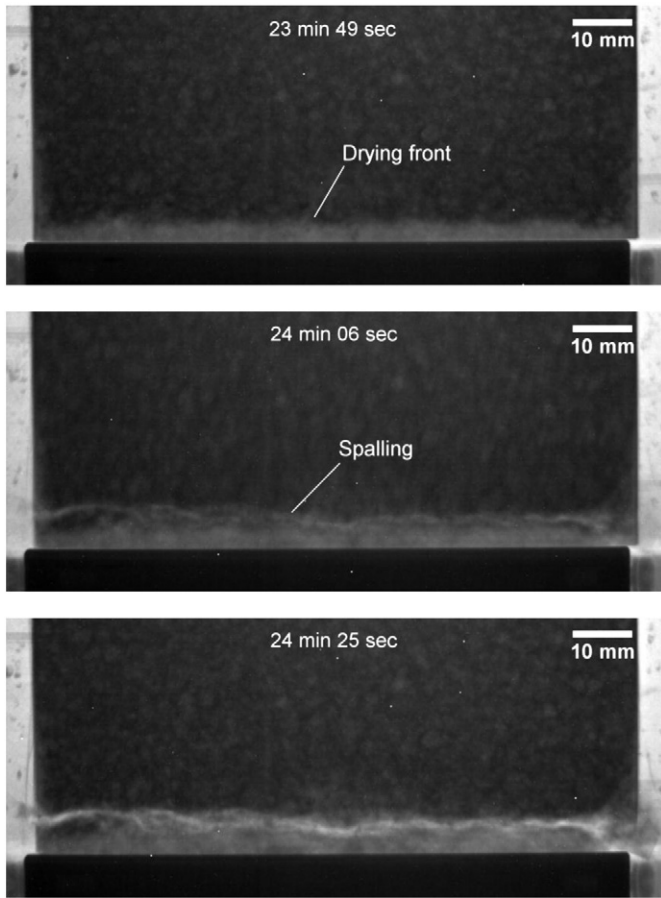 23 min 49 sec
10 mm
Drying front
24 min 06 sec
10 mm
Spalling
24 min 25 sec
10 mm